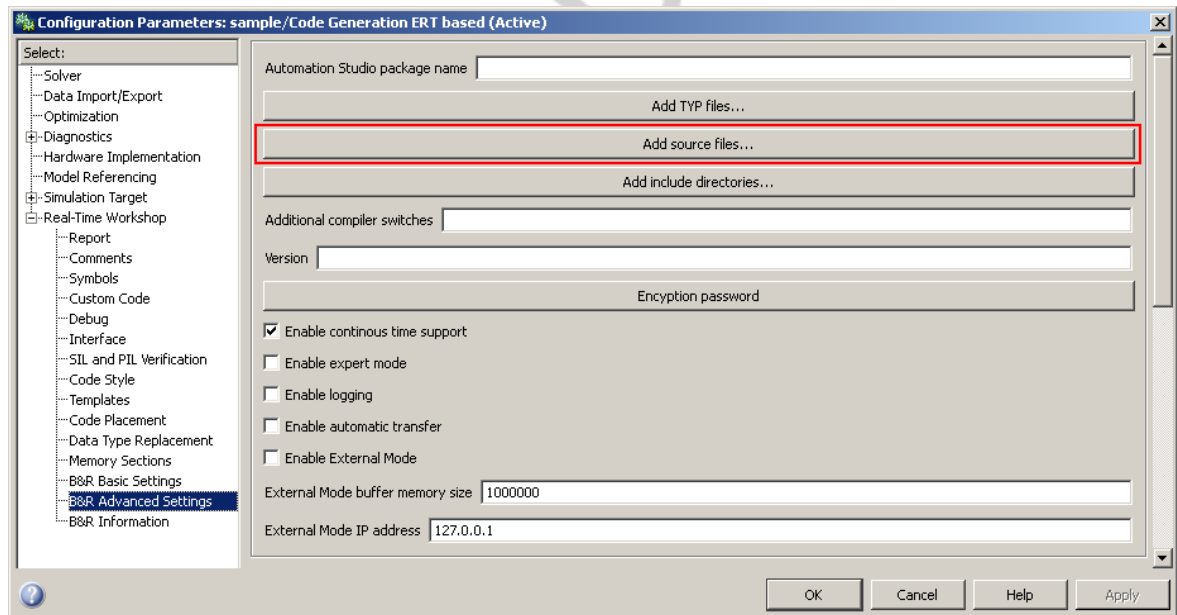 Configuration Parameters: sample/Code Generation ERT based (Active)
Select:
Solver
Data Import/Export
Optimization
Diagnostics
Hardware Implementation
Model Referencing
Simulation Target
Real-Time Workshop
Report
Comments
Symbols
Custom Code
Debug
Interface
SIL and PIL Verification
Code Style
Templates
Code Placement
Data Type Replacement
Memory Sections
B&R Basic Settings
B&R Advanced Settings
B&R Information
Automation Studio package name
Add TYP files...
Add source files...
Add include directories...
Additional compiler switches
Version
Encyption password
Enable continous time support
Enable expert mode
Enable logging
Enable automatic transfer
Enable External Mode
External Mode buffer memory size 1000000
External Mode IP address 127.0.0.1
OK Cancel Help Apply